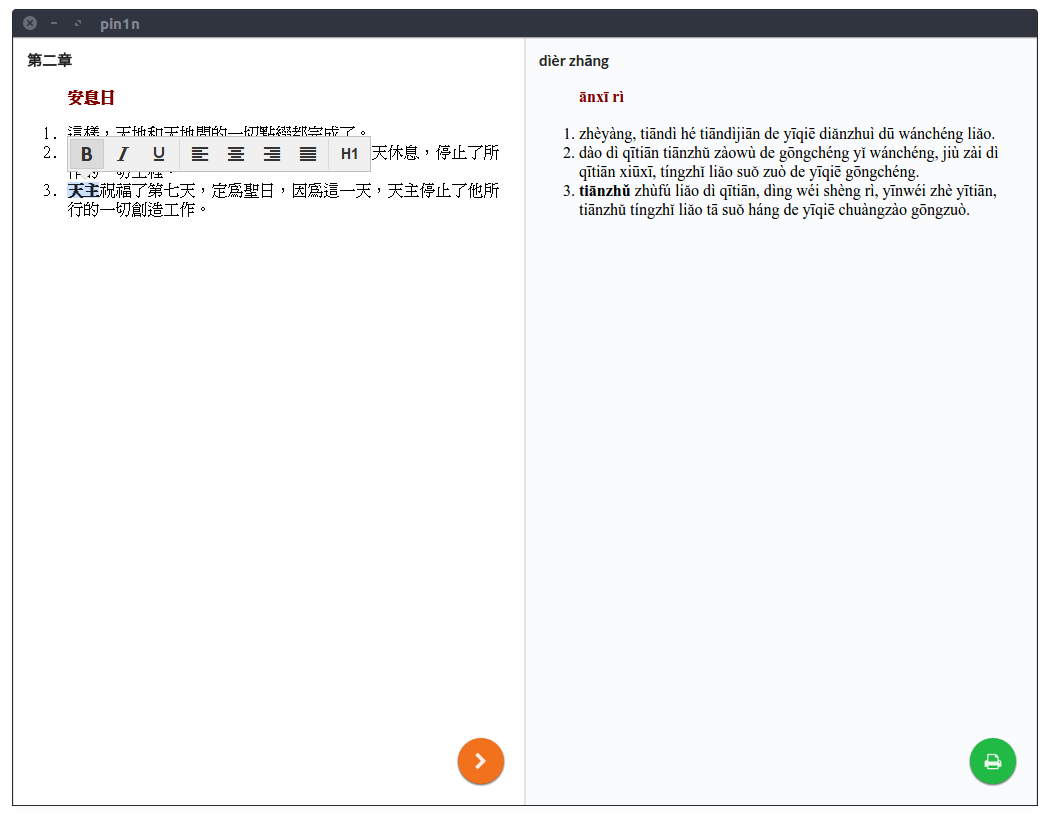 pin1n
第二章
安息日
1. 這樣，天地和天地間的一切點綴都完成了。
B I U H1
2. 天休息，停止了所
作的一切工程。
3. 天主祝福了第七天，定爲聖日，因爲這一天，天主停止了他所
行的一切創造工作。
dìèr zhāng
ānxī rì
1. zhèyàng, tiāndì hé tiāndìjiān de yīqiē diǎnzhuì dū wánchéng liǎo.
2. dào dì qītiān tiānzhǔ zàowù de gōngchéng yǐ wánchéng, jiù zài dì
qītiān xiūxī, tíngzhǐ liǎo suǒ zuò de yīqiē gōngchéng.
3. tiānzhǔ zhùfú liǎo dì qītiān, dìng wéi shèng rì, yīnwéi zhè yītiān,
tiānzhǔ tíngzhǐ liǎo tā suǒ háng de yīqiē chuàngzào gōngzuò.